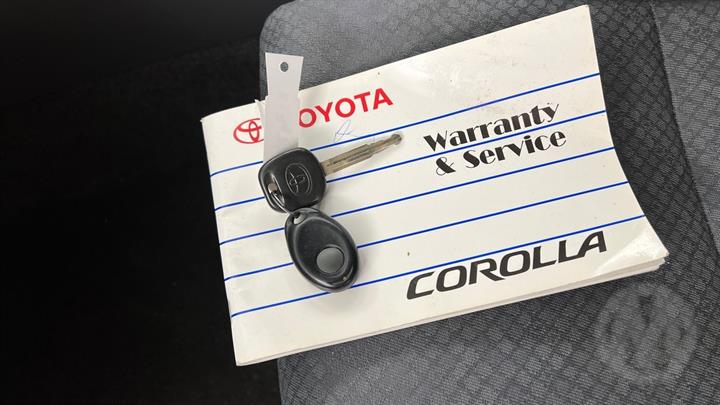 TOYOTA
Warranty
& Service
COROLLA